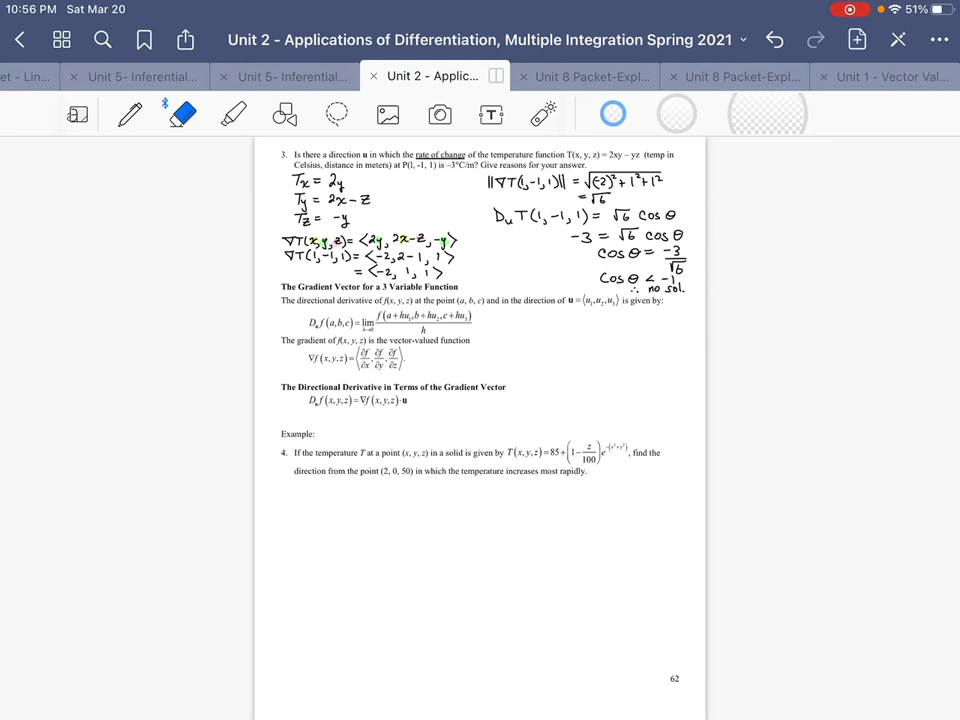 10:56 PM Sat Mar 20
51%
Unit 2 - Applications of Differentiation, Multiple Integration Spring 2021
et - Lin...
Unit 5- Inferential...
Unit 5- Inferential...
Unit 2 - Applic...
Unit 8 Packet-Expl...
Unit 8 Packet-Expl...
Unit 1 - Vector Val...
3. Is there a direction u in which the rate of change of the temperature function T(x, y, z) = 2xy – yz (temp in
Celsius, distance in meters) at P(1, -1, 1) is –3°C/m? Give reasons for your answer.
Tx = 2y
Ty = 2x - z
Tz = -y
∇T(x,y,z) = <2y, 2x-z, -y>
∇T(1,-1,1) = <-2, 2-1, 1>
= <-2, 1, 1>
||∇T(1,-1,1)|| = √((-2)²+1²+1²)
= √6
DuT(1,-1,1) = √6 cos θ
-3 = √6 cos θ
cos θ = -3/√6
cos θ < -1
∴ no sol.
The Gradient Vector for a 3 Variable Function
The directional derivative of f(x, y, z) at the point (a, b, c) and in the direction of u = ⟨u₁,u₂,u₃⟩ is given by:
Dᵤf(a,b,c) = lim h→0 f(a+hu₁,b+hu₂,c+hu₃)/h
The gradient of f(x, y, z) is the vector-valued function
∇f(x,y,z) = ⟨∂f/∂x, ∂f/∂y, ∂f/∂z⟩.
The Directional Derivative in Terms of the Gradient Vector
Dᵤf(x,y,z) = ∇f(x,y,z)·u
Example:
4. If the temperature T at a point (x, y, z) in a solid is given by T(x,y,z) = 85 + (1 - z/100)e^-(x²+y²), find the
direction from the point (2, 0, 50) in which the temperature increases most rapidly.
62